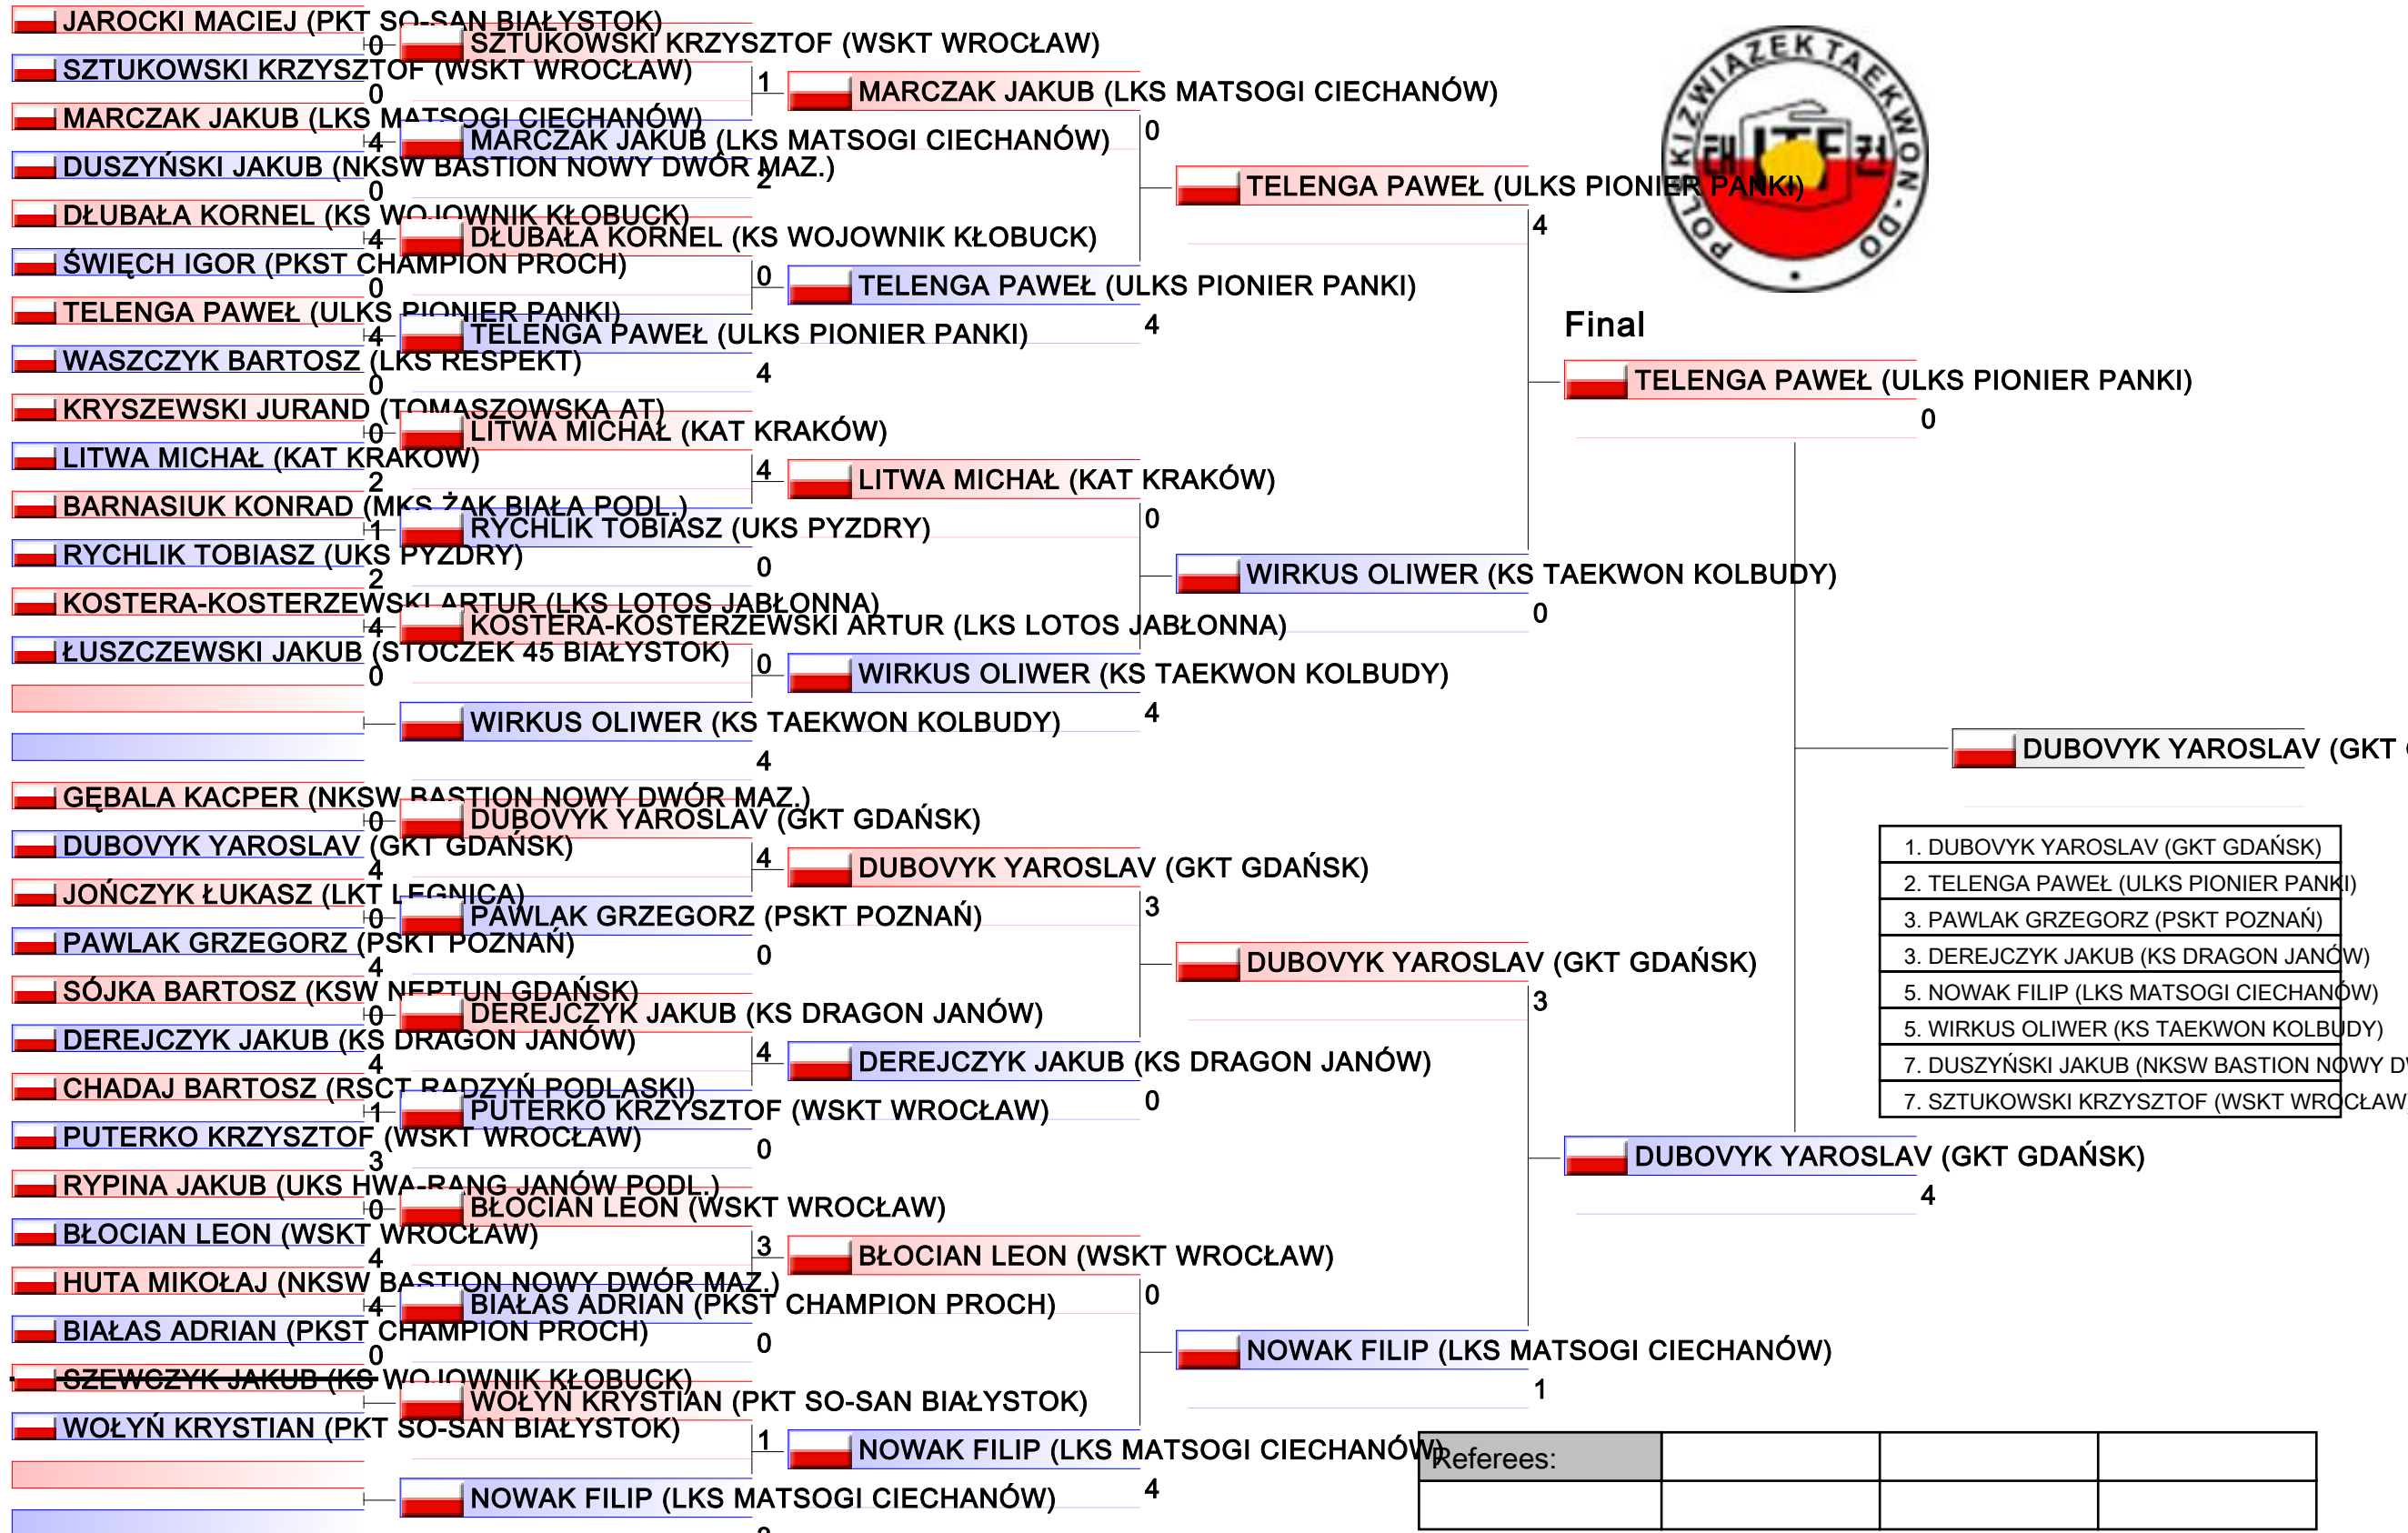 JAROCKI MACIEJ (PKT SO-SAN BIAŁYSTOK)
0
SZTUKOWSKI KRZYSZTOF (WSKT WROCŁAW)
0
MARCZAK JAKUB (LKS MATSOGI CIECHANÓW)
4
DUSZYŃSKI JAKUB (NKSW BASTION NOWY DWÓR MAZ.)
0
DŁUBAŁA KORNEL (KS WOJOWNIK KŁOBUCK)
4
ŚWIĘCH IGOR (PKST CHAMPION PROCH)
0
TELENGA PAWEŁ (ULKS PIONIER PANKI)
4
WASZCZYK BARTOSZ (LKS RESPEKT)
0
KRYSZEWSKI JURAND (TOMASZOWSKA AT)
0
LITWA MICHAŁ (KAT KRAKÓW)
2
BARNASIUK KONRAD (MKS ŻAK BIAŁA PODL.)
1
RYCHLIK TOBIASZ (UKS PYZDRY)
2
KOSTERA-KOSTERZEWSKI ARTUR (LKS LOTOS JABŁONNA)
4
ŁUSZCZEWSKI JAKUB (STOCZEK 45 BIAŁYSTOK)
0
GĘBALA KACPER (NKSW BASTION NOWY DWÓR MAZ.)
0
DUBOVYK YAROSLAV (GKT GDAŃSK)
4
JOŃCZYK ŁUKASZ (LKT LEGNICA)
0
PAWLAK GRZEGORZ (PSKT POZNAŃ)
4
SÓJKA BARTOSZ (KSW NEPTUN GDAŃSK)
0
DEREJCZYK JAKUB (KS DRAGON JANÓW)
4
CHADAJ BARTOSZ (RSCT RADZYŃ PODLASKI)
1
PUTERKO KRZYSZTOF (WSKT WROCŁAW)
3
RYPINA JAKUB (UKS HWA-RANG JANÓW PODL.)
0
BŁOCIAN LEON (WSKT WROCŁAW)
4
HUTA MIKOŁAJ (NKSW BASTION NOWY DWÓR MAZ.)
4
BIAŁAS ADRIAN (PKST CHAMPION PROCH)
0
SZEWCZYK JAKUB (KS WOJOWNIK KŁOBUCK)
WOŁYŃ KRYSTIAN (PKT SO-SAN BIAŁYSTOK)
SZTUKOWSKI KRZYSZTOF (WSKT WROCŁAW)
1
MARCZAK JAKUB (LKS MATSOGI CIECHANÓW)
2
DŁUBAŁA KORNEL (KS WOJOWNIK KŁOBUCK)
0
TELENGA PAWEŁ (ULKS PIONIER PANKI)
4
LITWA MICHAŁ (KAT KRAKÓW)
4
RYCHLIK TOBIASZ (UKS PYZDRY)
0
KOSTERA-KOSTERZEWSKI ARTUR (LKS LOTOS JABŁONNA)
0
WIRKUS OLIWER (KS TAEKWON KOLBUDY)
4
DUBOVYK YAROSLAV (GKT GDAŃSK)
4
PAWLAK GRZEGORZ (PSKT POZNAŃ)
0
DEREJCZYK JAKUB (KS DRAGON JANÓW)
4
PUTERKO KRZYSZTOF (WSKT WROCŁAW)
0
BŁOCIAN LEON (WSKT WROCŁAW)
3
BIAŁAS ADRIAN (PKST CHAMPION PROCH)
0
WOŁYŃ KRYSTIAN (PKT SO-SAN BIAŁYSTOK)
1
NOWAK FILIP (LKS MATSOGI CIECHANÓW)
MARCZAK JAKUB (LKS MATSOGI CIECHANÓW)
0
TELENGA PAWEŁ (ULKS PIONIER PANKI)
4
LITWA MICHAŁ (KAT KRAKÓW)
0
WIRKUS OLIWER (KS TAEKWON KOLBUDY)
4
DUBOVYK YAROSLAV (GKT GDAŃSK)
3
DEREJCZYK JAKUB (KS DRAGON JANÓW)
0
BŁOCIAN LEON (WSKT WROCŁAW)
0
NOWAK FILIP (LKS MATSOGI CIECHANÓW)
4
TELENGA PAWEŁ (ULKS PIONIER PANKI)
4
WIRKUS OLIWER (KS TAEKWON KOLBUDY)
0
DUBOVYK YAROSLAV (GKT GDAŃSK)
3
NOWAK FILIP (LKS MATSOGI CIECHANÓW)
1
POLSKI ZWIĄZEK TAEKWON-DO
ITF
Final
TELENGA PAWEŁ (ULKS PIONIER PANKI)
0
DUBOVYK YAROSLAV (GKT GDAŃSK)
4
DUBOVYK YAROSLAV (GKT
1. DUBOVYK YAROSLAV (GKT GDAŃSK)
2. TELENGA PAWEŁ (ULKS PIONIER PANKI)
3. PAWLAK GRZEGORZ (PSKT POZNAŃ)
3. DEREJCZYK JAKUB (KS DRAGON JANÓW)
5. NOWAK FILIP (LKS MATSOGI CIECHANÓW)
5. WIRKUS OLIWER (KS TAEKWON KOLBUDY)
7. DUSZYŃSKI JAKUB (NKSW BASTION NOWY
7. SZTUKOWSKI KRZYSZTOF (WSKT WROCŁAW
Referees: